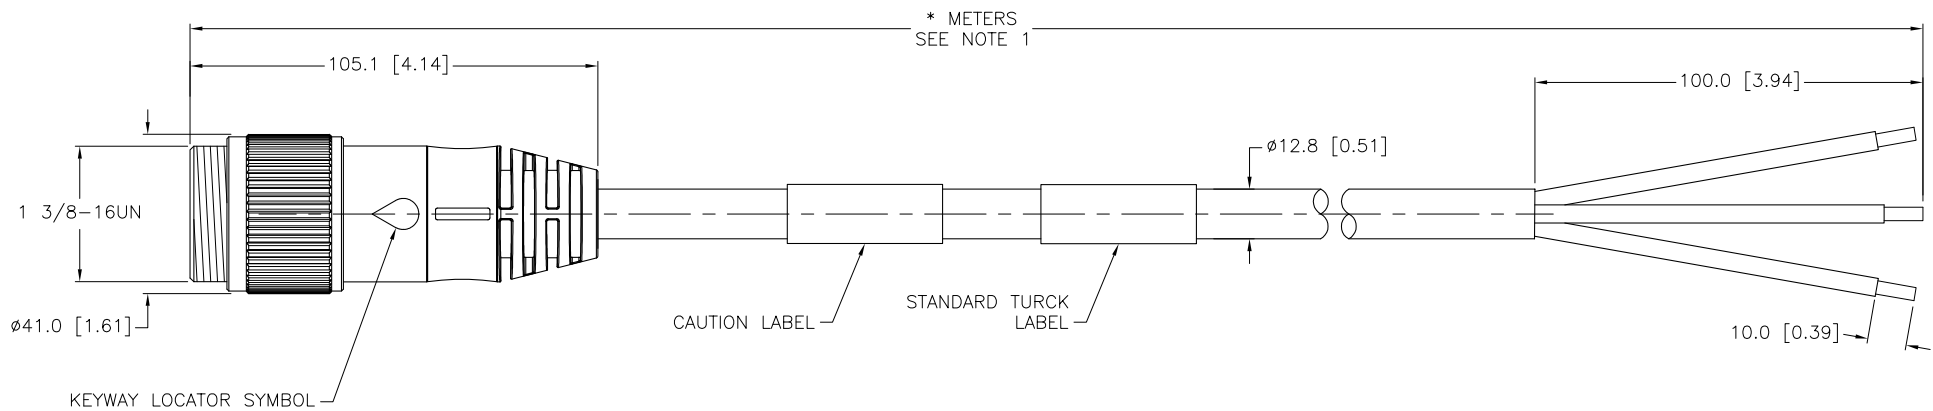 * METERS
SEE NOTE 1
105.1 [4.14]
100.0 [3.94]
ø12.8 [0.51]
1 3/8-16UN
STANDARD TURCK
LABEL
CAUTION LABEL
ø41.0 [1.61]
10.0 [0.39]
KEYWAY LOCATOR SYMBOL